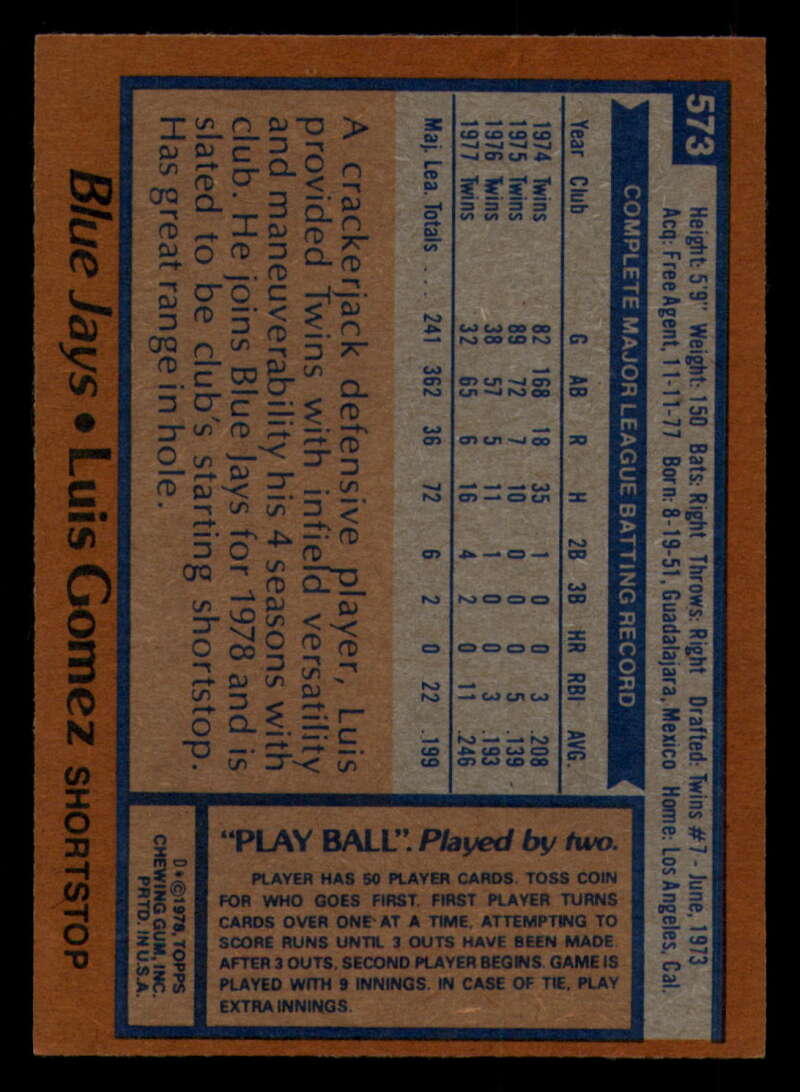 573
Height: 5'9" Weight: 150 Bats: Right Throws: Right Drafted: Twins #7 - June, 1973
Acq: Free Agent, 11-11-77 Born: 8-19-51, Guadalajara, Mexico Home: Los Angeles, Cal.
COMPLETE MAJOR LEAGUE BATTING RECORD
Year Club G AB R H 2B 3B HR RBI AVG.
1974 Twins 82 168 18 35 1 0 0 3 .208
1975 Twins 89 72 7 10 0 0 0 5 .139
1976 Twins 38 57 5 11 1 0 0 3 .193
1977 Twins 32 65 6 16 4 2 0 11 .246
Maj. Lea. Totals . . . 241 362 36 72 6 2 0 22 .199
A crackerjack defensive player, Luis
provided Twins with infield versatility
and maneuverability his 4 seasons with
club. He joins Blue Jays for 1978 and is
slated to be club's starting shortstop.
Has great range in hole.
"PLAY BALL". Played by two.
PLAYER HAS 50 PLAYER CARDS. TOSS COIN
FOR WHO GOES FIRST. FIRST PLAYER TURNS
CARDS OVER ONE AT A TIME, ATTEMPTING TO
SCORE RUNS UNTIL 3 OUTS HAVE BEEN MADE.
AFTER 3 OUTS, SECOND PLAYER BEGINS. GAME IS
PLAYED WITH 9 INNINGS. IN CASE OF TIE, PLAY
EXTRA INNINGS.
D*©1978, TOPPS
CHEWING GUM, INC.
PRTD. IN U.S.A.
Blue Jays • Luis Gomez SHORTSTOP